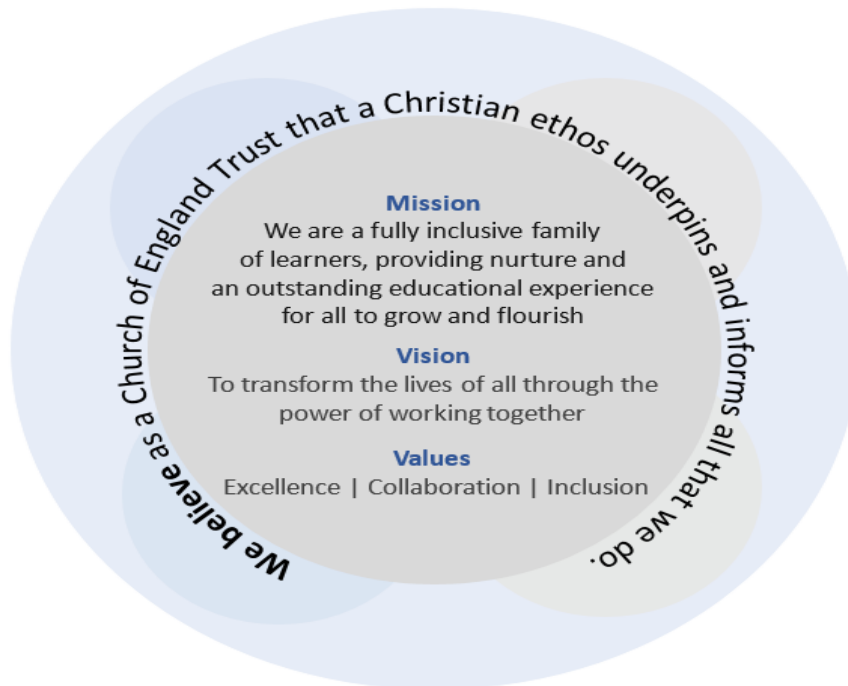 We believe as a Church of England Trust that a Christian ethos underpins and informs all that we do.
Mission
We are a fully inclusive family
of learners, providing nurture and
an outstanding educational experience
for all to grow and flourish
Vision
To transform the lives of all through the
power of working together
Values
Excellence | Collaboration | Inclusion